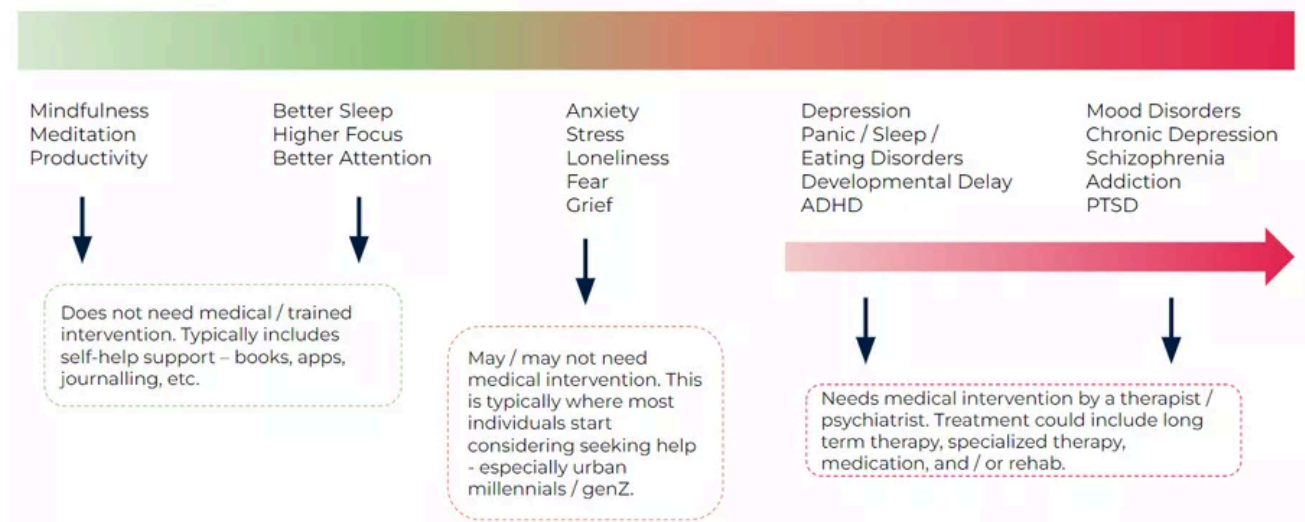 Mindfulness
Meditation
Productivity
Better Sleep
Higher Focus
Better Attention
Anxiety
Stress
Loneliness
Fear
Grief
Depression
Panic / Sleep /
Eating Disorders
Developmental Delay
ADHD
Mood Disorders
Chronic Depression
Schizophrenia
Addiction
PTSD
Does not need medical / trained
intervention. Typically includes
self-help support – books, apps,
journalling, etc.
May / may not need
medical intervention. This
is typically where most
individuals start
considering seeking help
- especially urban
millennials / genZ.
Needs medical intervention by a therapist /
psychiatrist. Treatment could include long
term therapy, specialized therapy,
medication, and / or rehab.